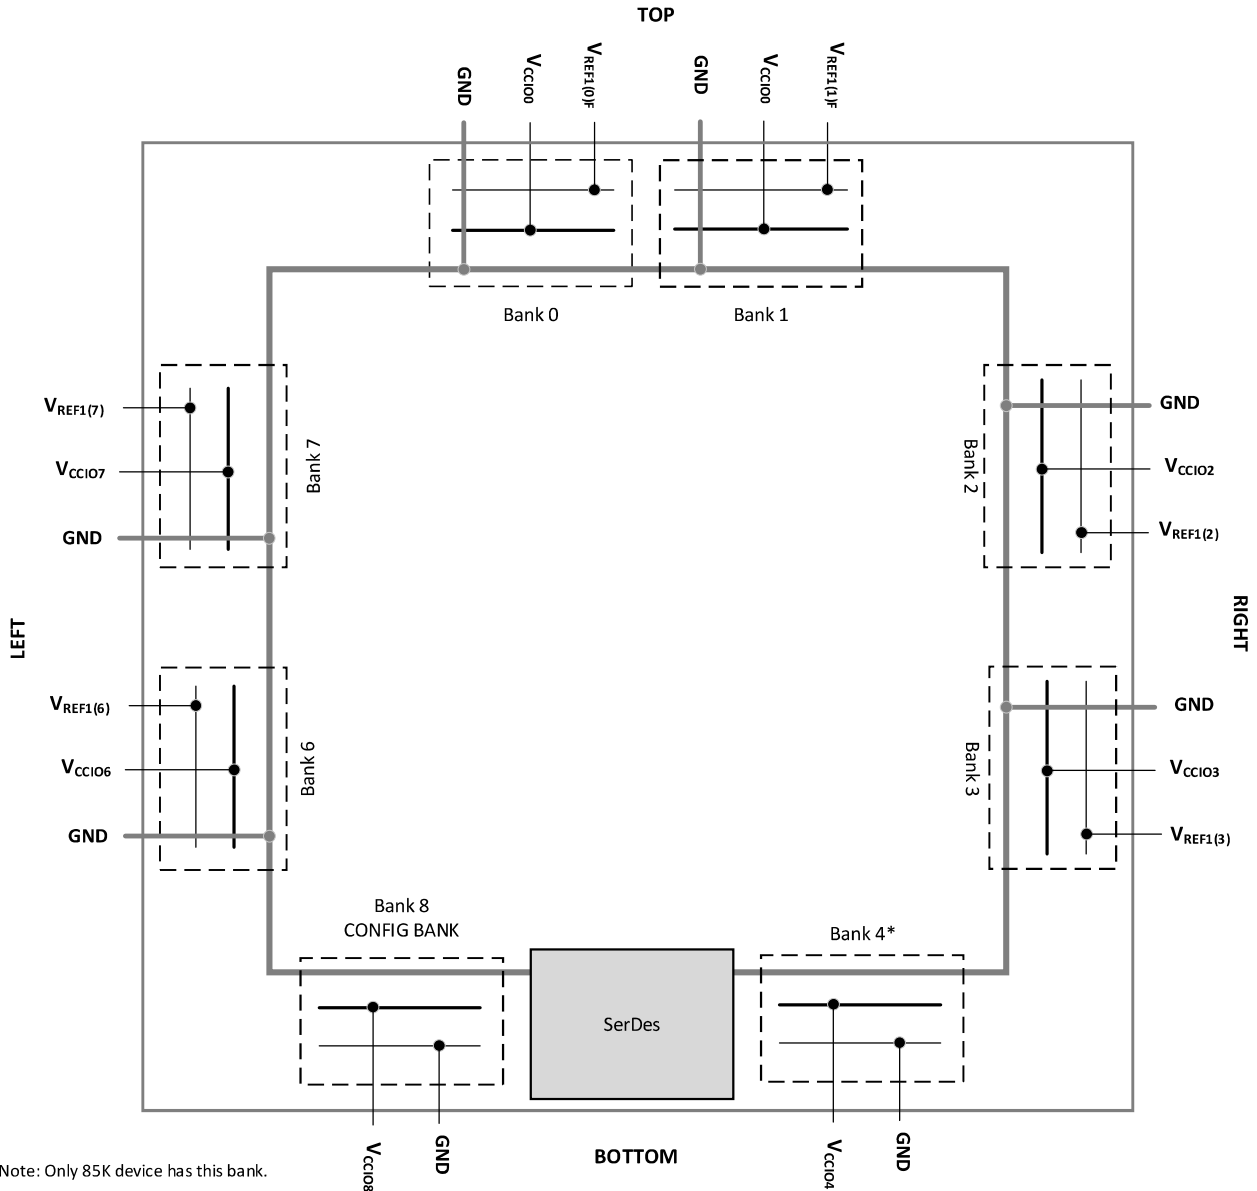 TOP
GND
VCCIO0
VREF1(0)F
GND
VCCIO0
VREF1(1)F
Bank 0
Bank 1
VREF1(7)
VCCIO7
GND
Bank 7
Bank 2
GND
VCCIO2
VREF1(2)
LEFT
RIGHT
VREF1(6)
VCCIO6
GND
Bank 6
Bank 3
GND
VCCIO3
VREF1(3)
Bank 8
CONFIG BANK
Bank 4*
SerDes
VCCIO8
GND
BOTTOM
VCCIO4
GND
Note: Only 85K device has this bank.